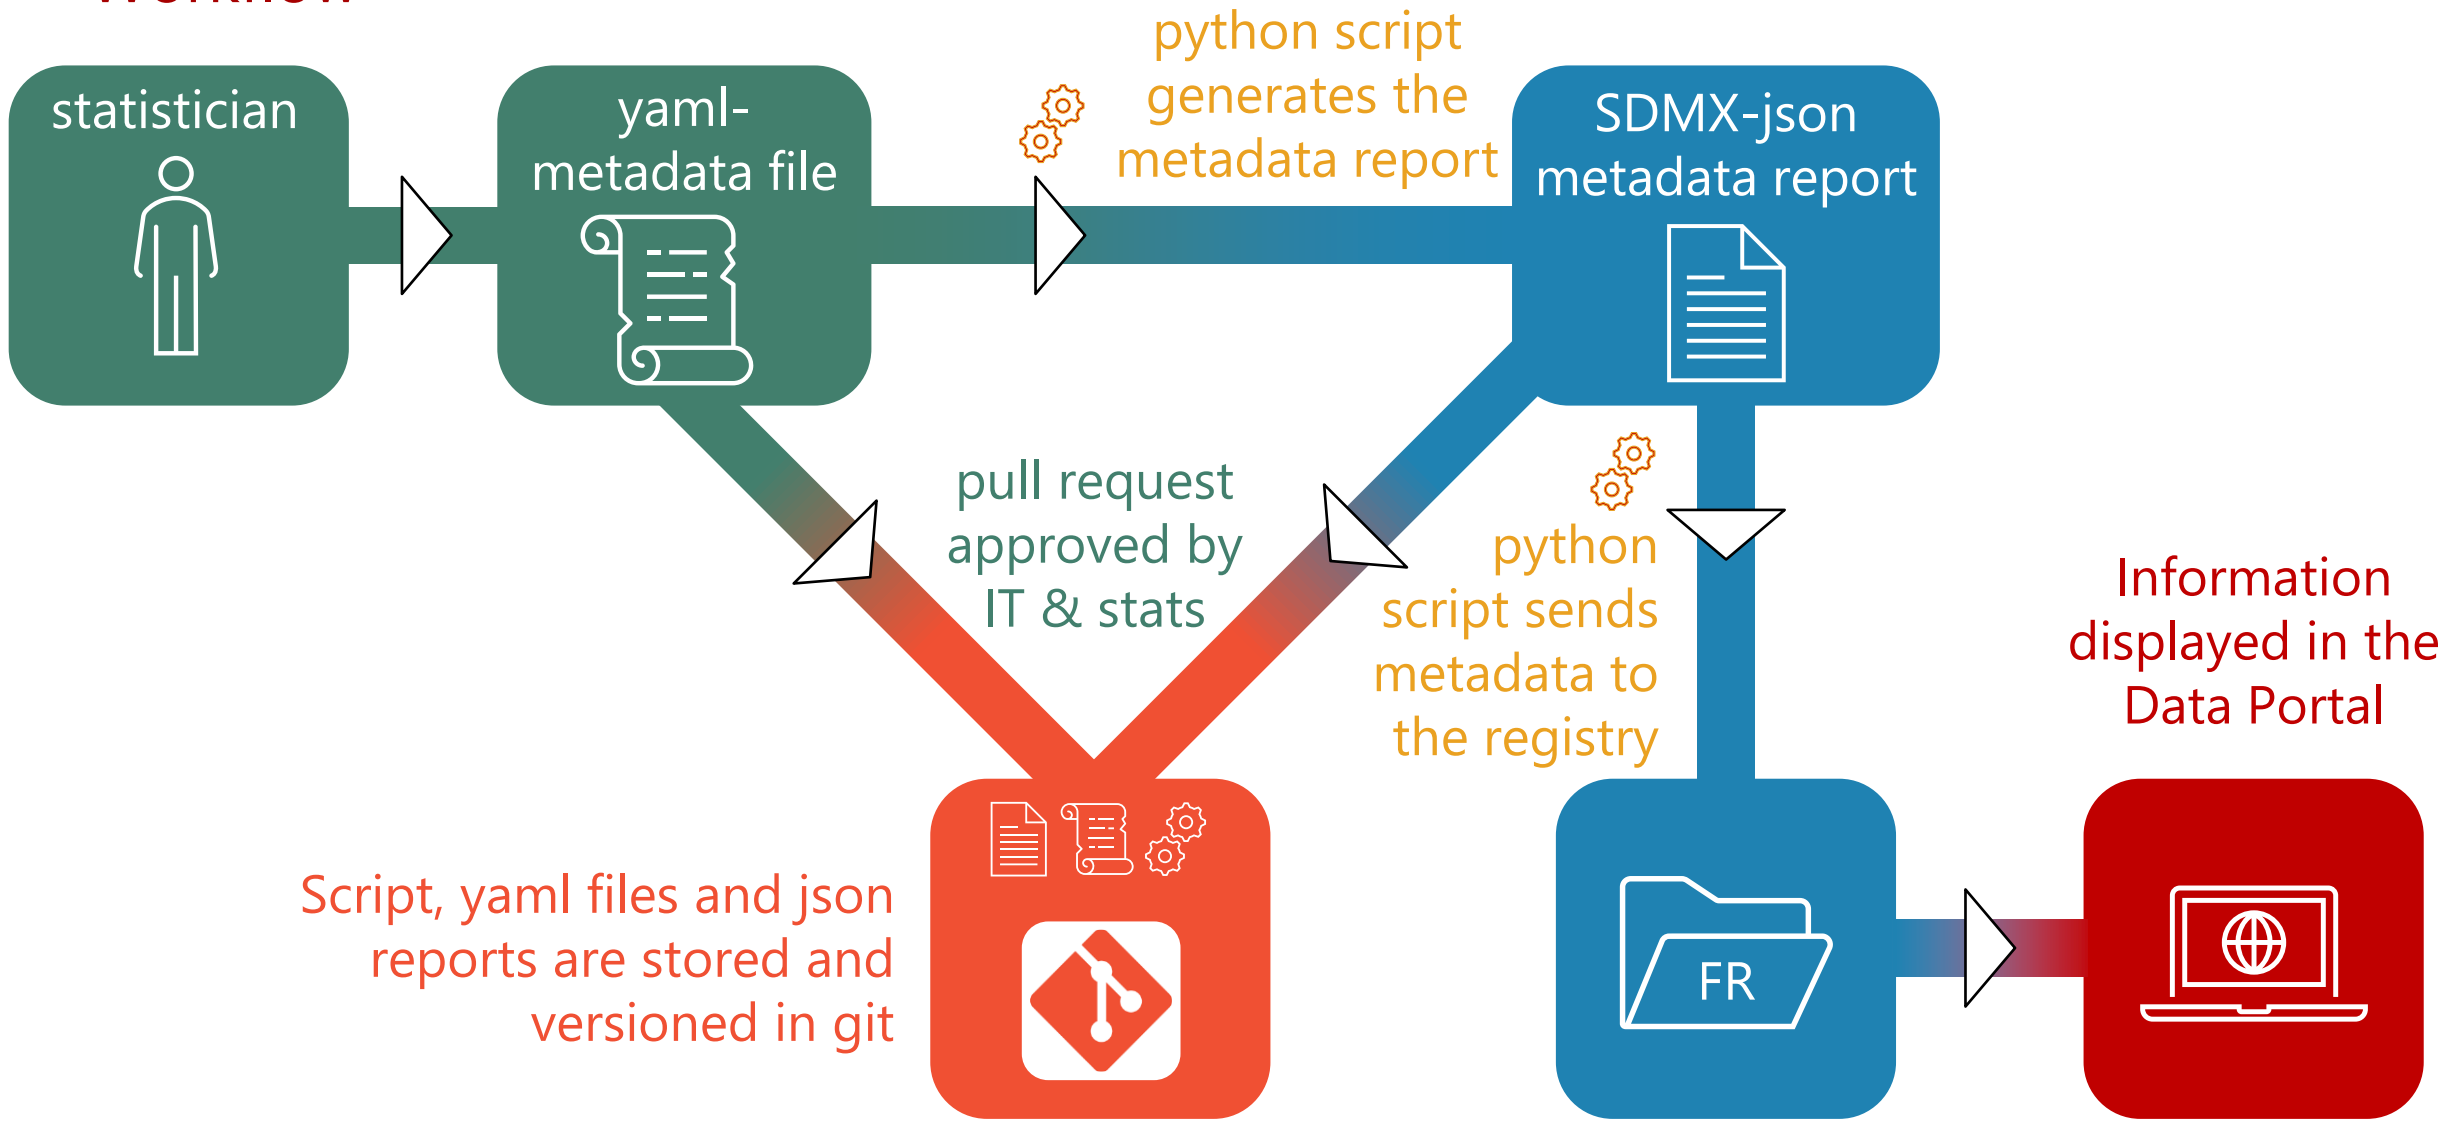 Workflow
statistician
yaml-
metadata file
python script
generates the
metadata report
SDMX-json
metadata report
pull request
approved by
IT & stats
python
script sends
metadata to
the registry
Information
displayed in the
Data Portal
Script, yaml files and json
reports are stored and
versioned in git
FR